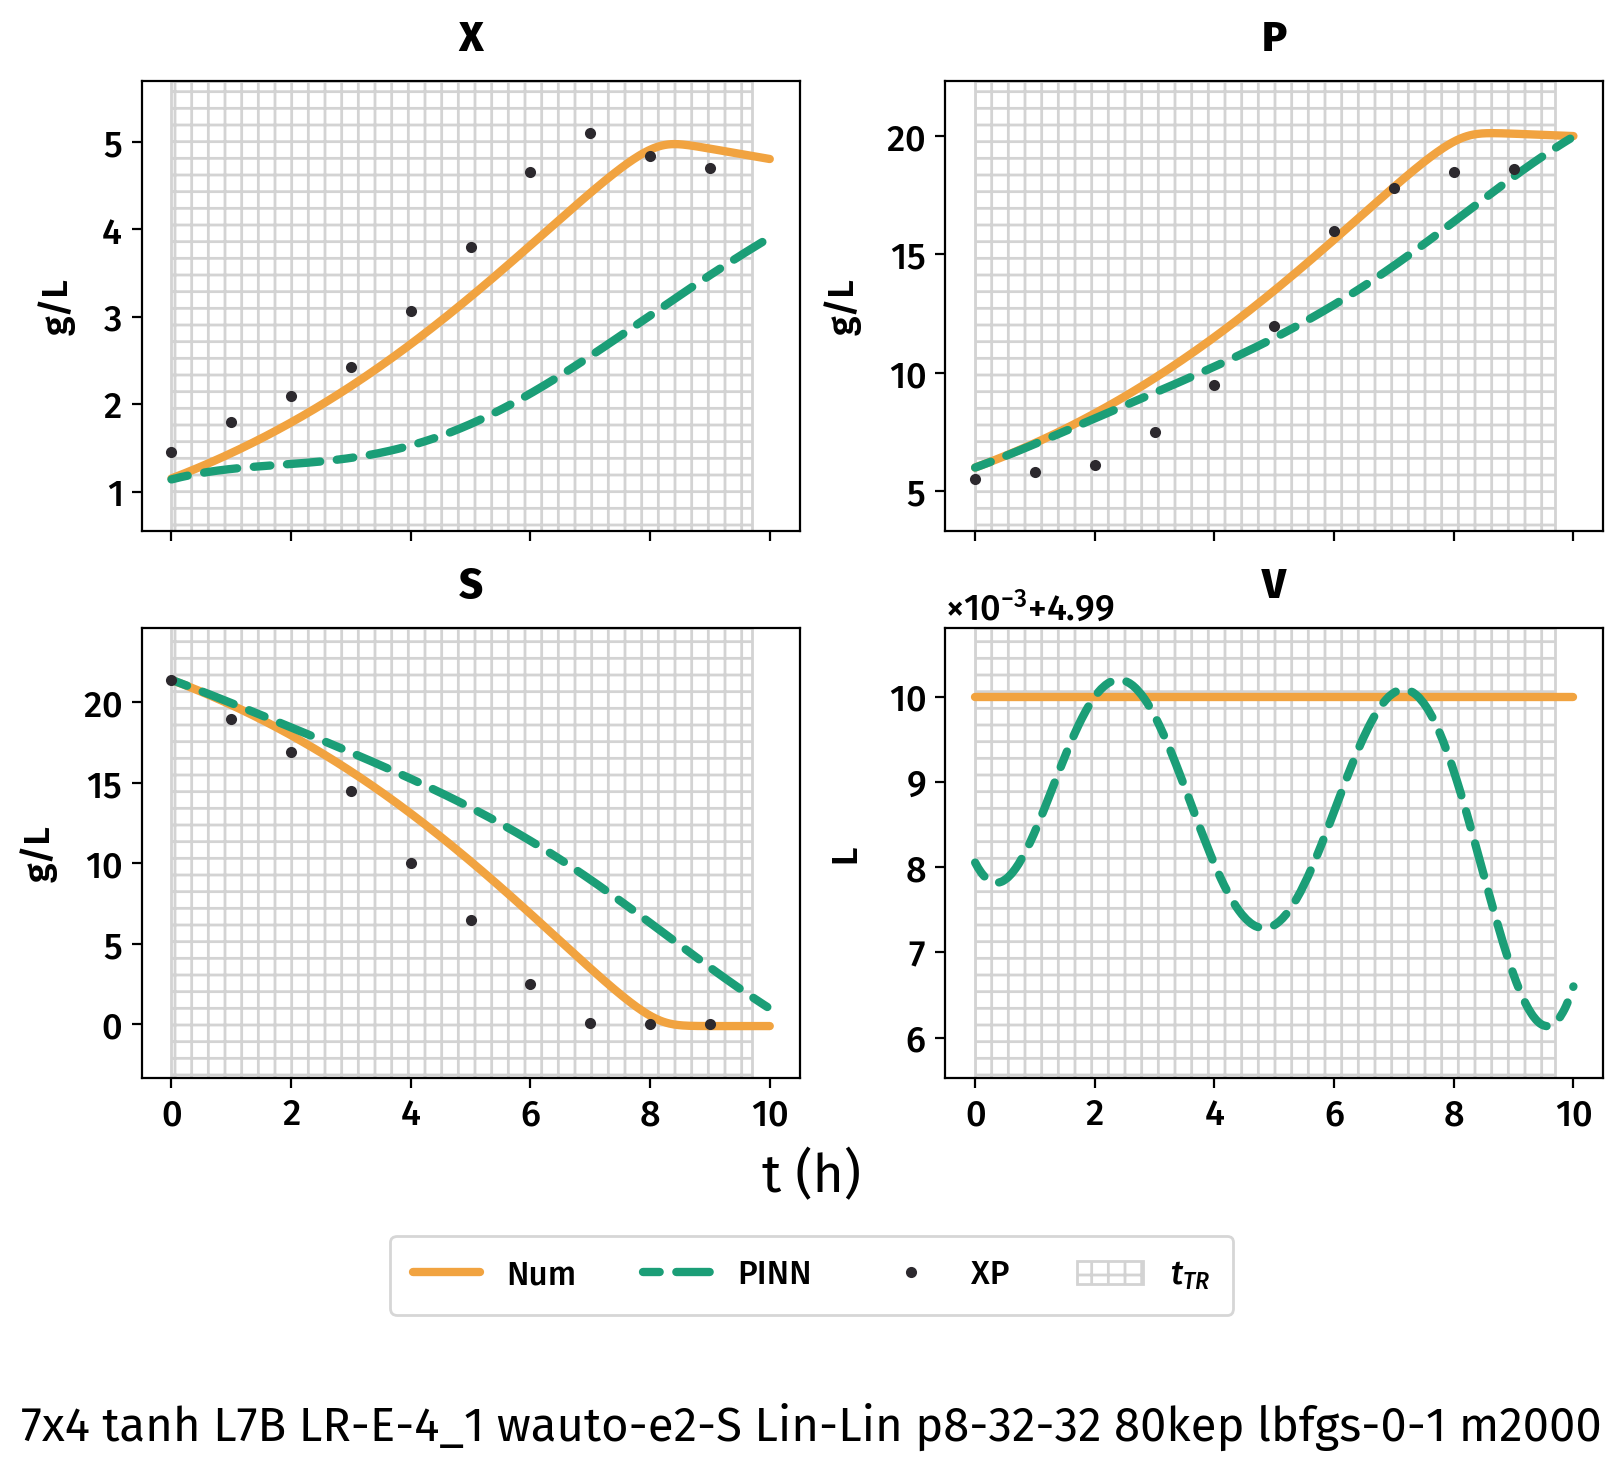 X
P
g/L
5
4
3
2
1
g/L
20
15
10
5
S
V
×10⁻³+4.99
g/L
20
15
10
5
0
L
10
9
8
7
6
0 2 4 6 8 10
0 2 4 6 8 10
t (h)
Num PINN XP t_TR
7x4 tanh L7B LR-E-4_1 wauto-e2-S Lin-Lin p8-32-32 80kep lbfgs-0-1 m2000